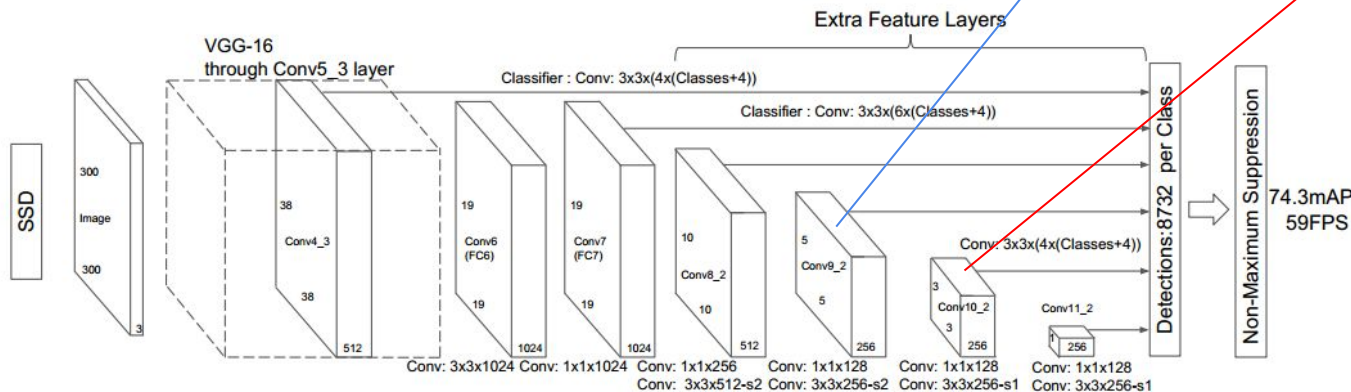 Extra Feature Layers
VGG-16
through Conv5_3 layer
Classifier : Conv: 3x3x(4x(Classes+4))
Classifier : Conv: 3x3x(6x(Classes+4))
SSD
300
Image
300
3
38
Conv4_3
38
512
19
Conv6
(FC6)
19
1024
19
Conv7
(FC7)
19
1024
10
Conv8_2
10
512
5
Conv9_2
5
256
Conv: 3x3x(4x(Classes+4))
3
Conv10_2
3
256
Conv11_2
1
256
Detections:8732 per Class
Non-Maximum Suppression
74.3mAP
59FPS
Conv: 3x3x1024
Conv: 1x1x1024
Conv: 1x1x256
Conv: 3x3x512-s2
Conv: 1x1x128
Conv: 3x3x256-s2
Conv: 1x1x128
Conv: 3x3x256-s1
Conv: 1x1x128
Conv: 3x3x256-s1